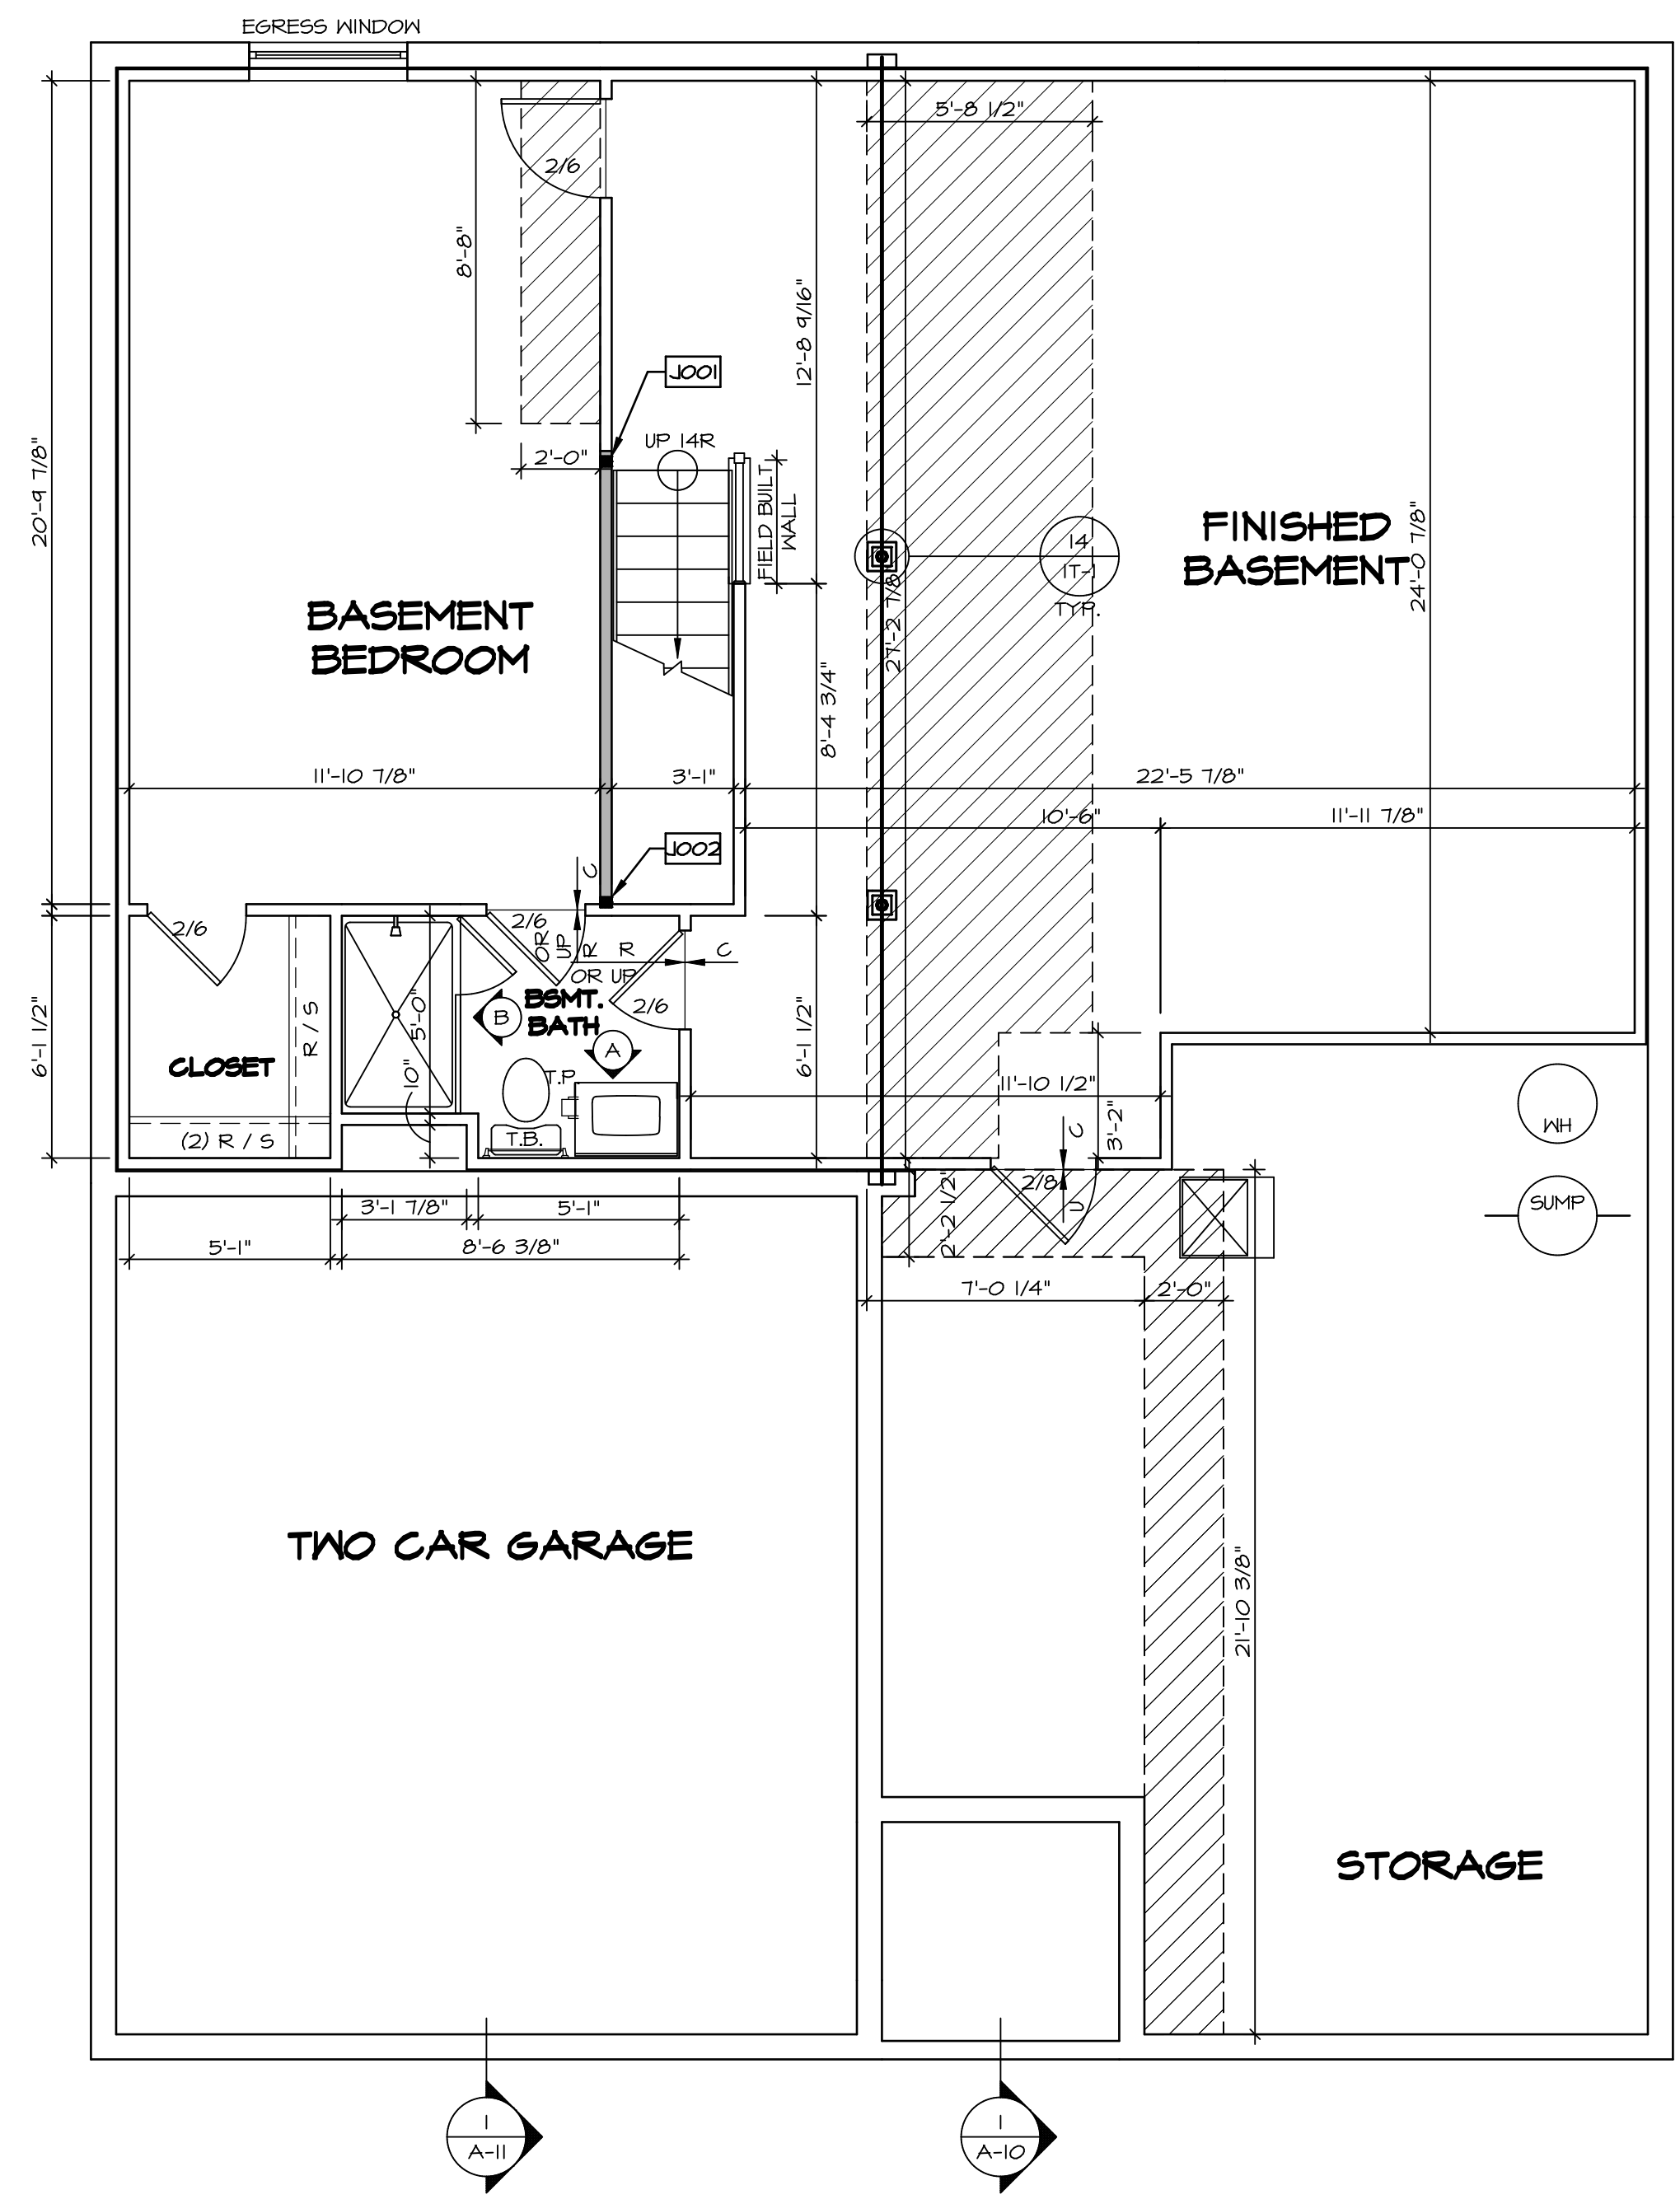 EGRESS WINDOW
5'-8 1/2"
2/6
8'-8"
12'-8 9/16"
J001
UP 14R
2'-0"
20'-9 7/8"
FIELD BUILT
WALL
FINISHED
BASEMENT
24'-0 7/8"
14
1T-1
TYP.
27'-2 7/8"
BASEMENT
BEDROOM
8'-4 3/4"
11'-10 7/8"
3'-1"
22'-5 7/8"
10'-6"
11'-11 7/8"
J002
C
2/6
2/6
OR
UP
R
R
C
OR UP
2/6
BSMT.
BATH
B
A
5'-0"
10"
R / S
6'-1 1/2"
6'-1 1/2"
CLOSET
T.P.
11'-10 1/2"
3'-2"
C
WH
(2) R / S
T.B.
2/8
U
2'-2 1/2"
SUMP
3'-1 7/8"
5'-1"
5'-1"
8'-6 3/8"
7'-0 1/4"
2'-0"
TWO CAR GARAGE
21'-10 3/8"
STORAGE
1
A-11
1
A-10